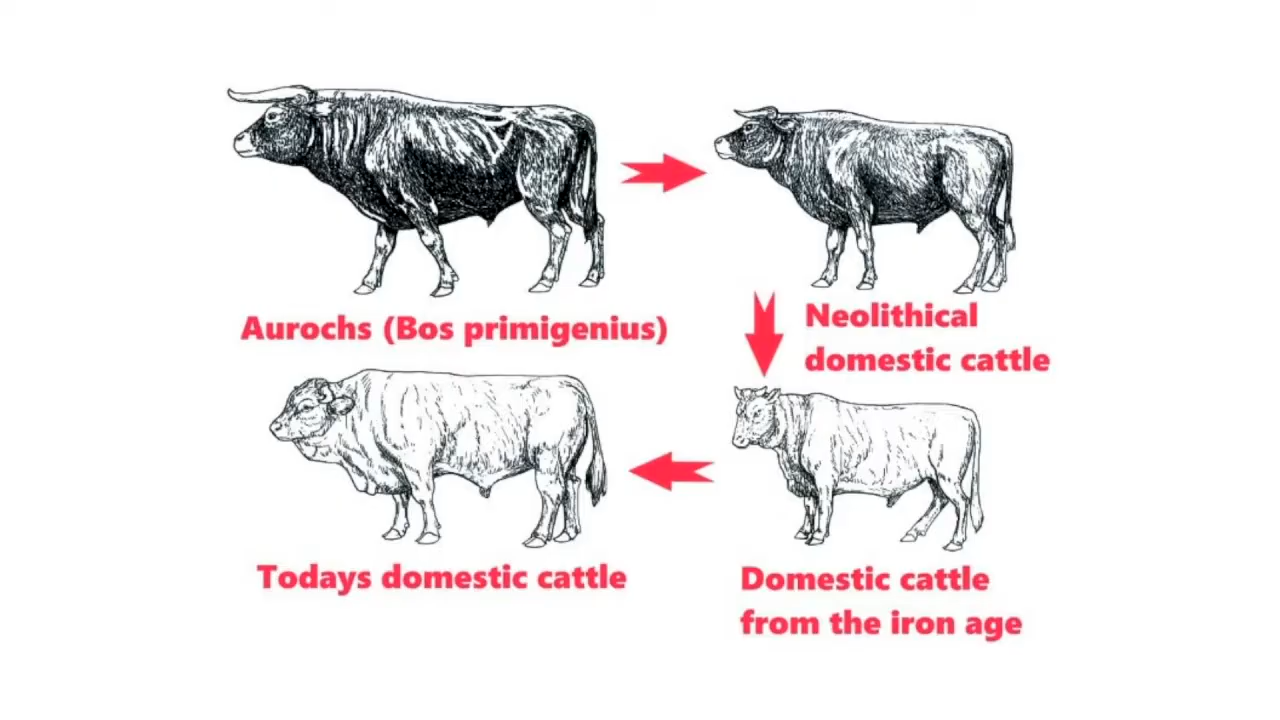 Aurochs (Bos primigenius)
Neolithical
domestic cattle
Todays domestic cattle
Domestic cattle
from the iron age